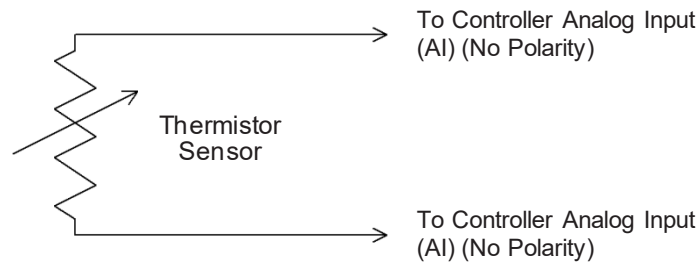 To Controller Analog Input
(AI) (No Polarity)
Thermistor
Sensor
To Controller Analog Input
(AI) (No Polarity)